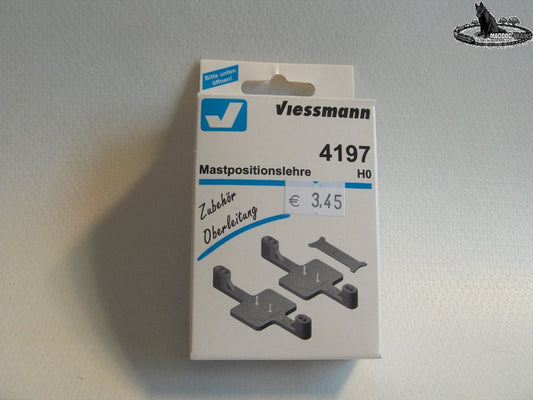 Bitte unten
öffnen!
Viessmann
4197
Mastpositionslehre H0
€ 3.45
Zubehör
Oberleitung